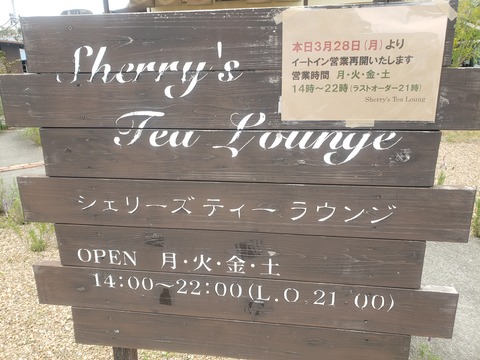 Sherry's
Tea Lounge
本日3月28日(月)より
イートイン営業再開いたします
営業時間 月・火・金・土
14時～22時(ラストオーダー21時)
Sherry's Tea Loung
シェリーズ ティー ラウンジ
OPEN 月・火・金・土
14:00～22:00(L.O 21 00)